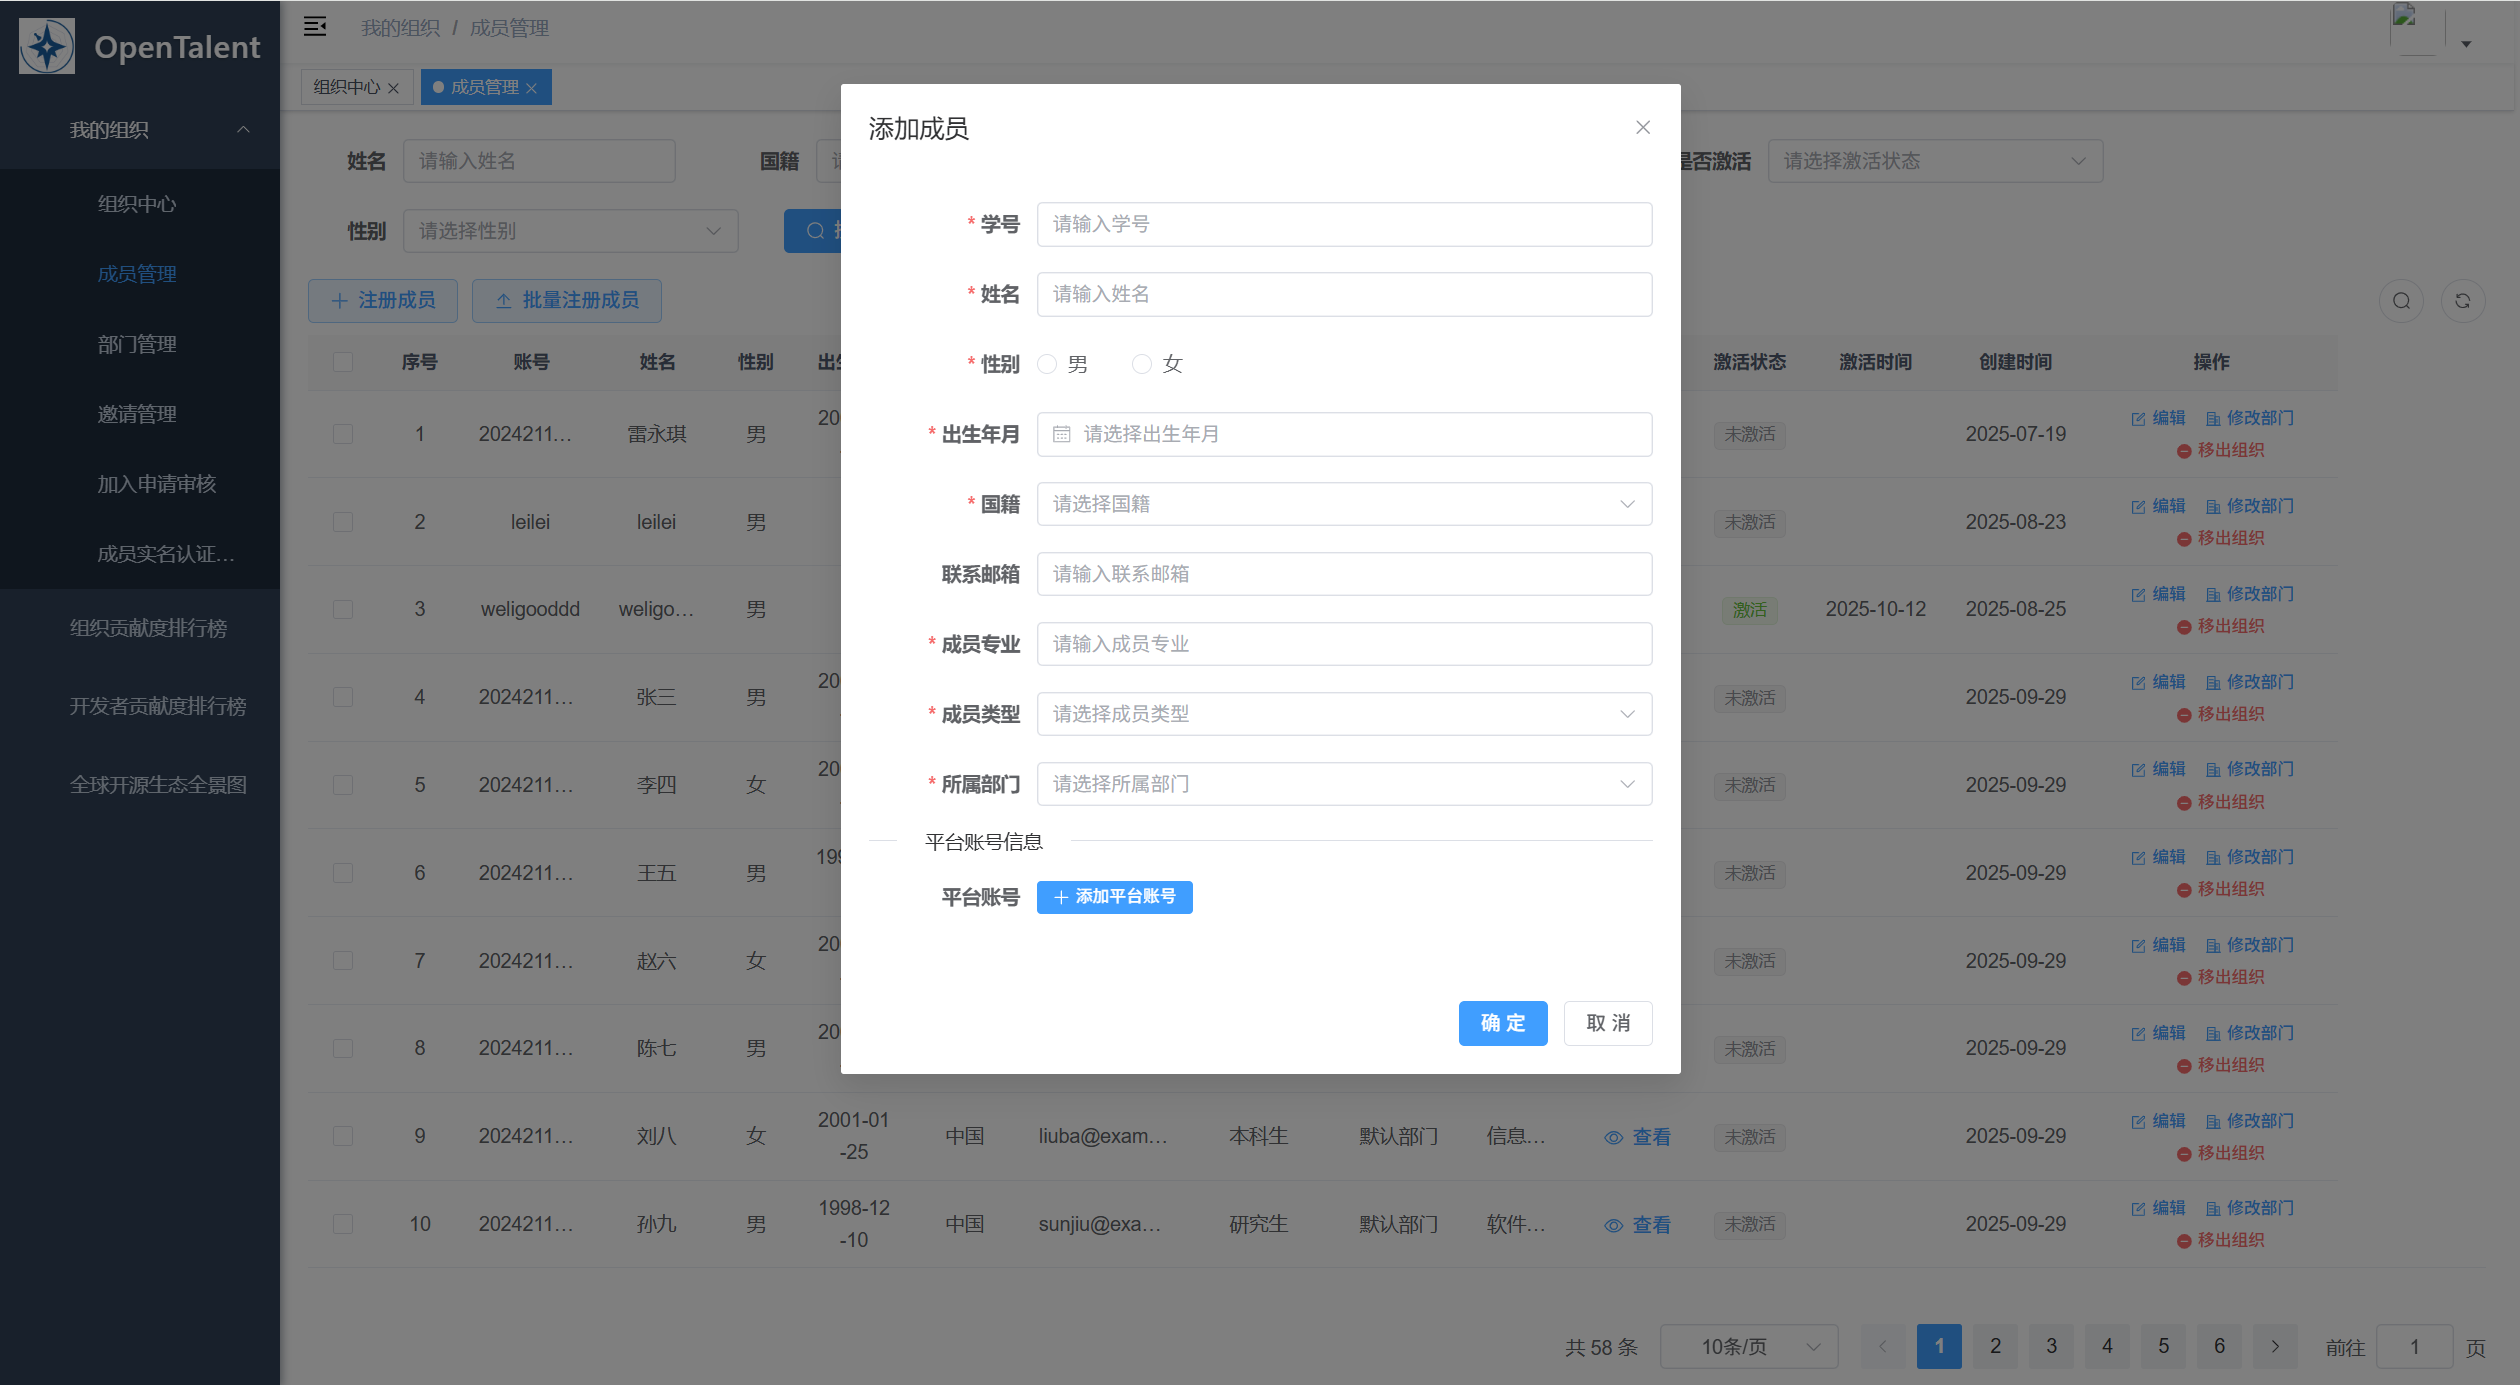 OpenTalent
我的组织
组织中心
成员管理
部门管理
邀请管理
加入申请审核
成员实名认证...
组织贡献度排行榜
开发者贡献度排行榜
全球开源生态全景图
我的组织 / 成员管理
组织中心
成员管理
姓名 请输入姓名 国籍 是否激活 请选择激活状态
性别 请选择性别
注册成员 批量注册成员
序号 账号 姓名 性别 激活状态 激活时间 创建时间 操作
1 2024211... 雷永琪 男 未激活 2025-07-19 编辑 修改部门
移出组织
2 leilei leilei 男 未激活 2025-08-23 编辑 修改部门
移出组织
3 weligooddd weligo... 男 激活 2025-10-12 2025-08-25 编辑 修改部门
移出组织
4 2024211... 张三 男 未激活 2025-09-29 编辑 修改部门
移出组织
5 2024211... 李四 女 未激活 2025-09-29 编辑 修改部门
移出组织
6 2024211... 王五 男 未激活 2025-09-29 编辑 修改部门
移出组织
7 2024211... 赵六 女 未激活 2025-09-29 编辑 修改部门
移出组织
8 2024211... 陈七 男 未激活 2025-09-29 编辑 修改部门
移出组织
9 2024211... 刘八 女 2001-01-25 中国 liuba@exam... 本科生 默认部门 信息... 查看 未激活 2025-09-29 编辑 修改部门
移出组织
10 2024211... 孙九 男 1998-12-10 中国 sunjiu@exa... 研究生 默认部门 软件... 查看 未激活 2025-09-29 编辑 修改部门
移出组织
共 58 条 10条/页 1 2 3 4 5 6 前往 1 页
添加成员
* 学号 请输入学号
* 姓名 请输入姓名
* 性别 男 女
* 出生年月 请选择出生年月
* 国籍 请选择国籍
联系邮箱 请输入联系邮箱
* 成员专业 请输入成员专业
* 成员类型 请选择成员类型
* 所属部门 请选择所属部门
平台账号信息
平台账号 添加平台账号
确 定 取 消